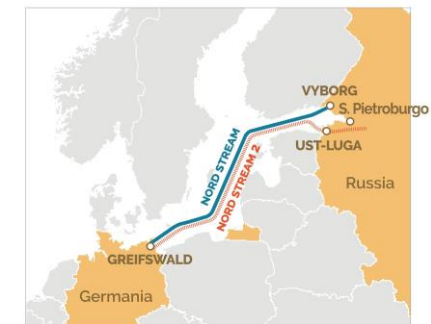 VYBORG
S. Pietroburgo
UST-LUGA
Russia
NORD STREAM
NORD STREAM 2
GREIFSWALD
Germania